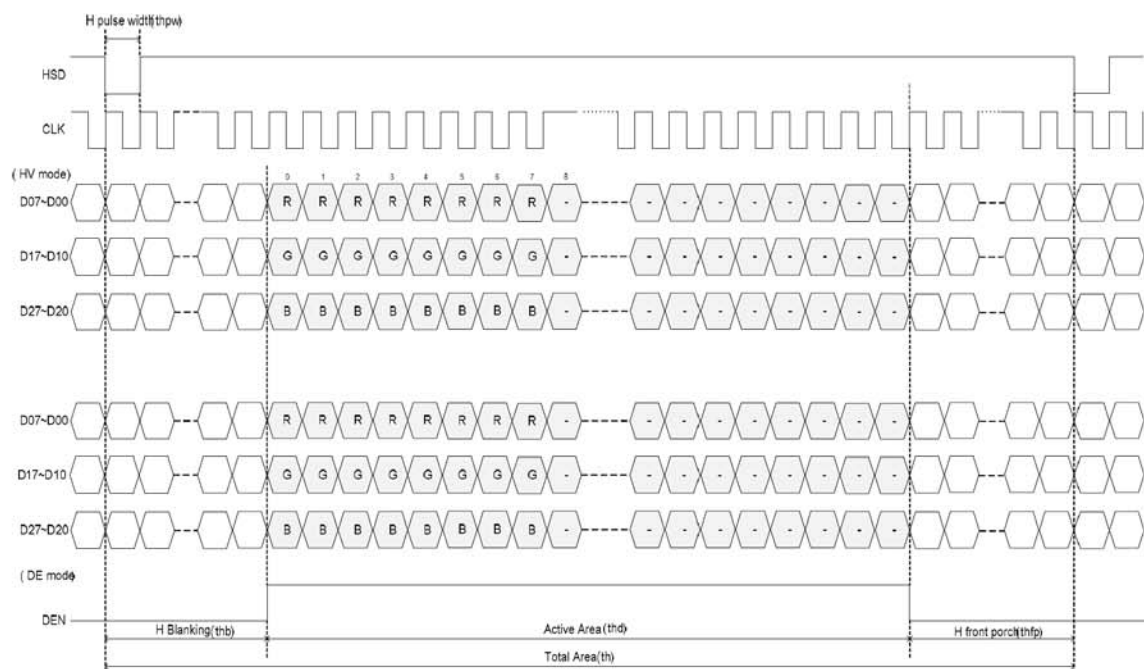 H pulse width(thpw)
HSD
CLK
( HV mode)
0 1 2 3 4 5 6 7 8
D07~D00 R R R R R R R R - - - - - - - - -
D17~D10 G G G G G G G G - - - - - - - - -
D27~D20 B B B B B B B B - - - - - - - - -
D07~D00 R R R R R R R R - - - - - - - - -
D17~D10 G G G G G G G G - - - - - - - - -
D27~D20 B B B B B B B B - - - - - - - - -
( DE mode)
DEN
H Blanking(thb) Active Area(thd) H front porch(thfp)
Total Area(th)